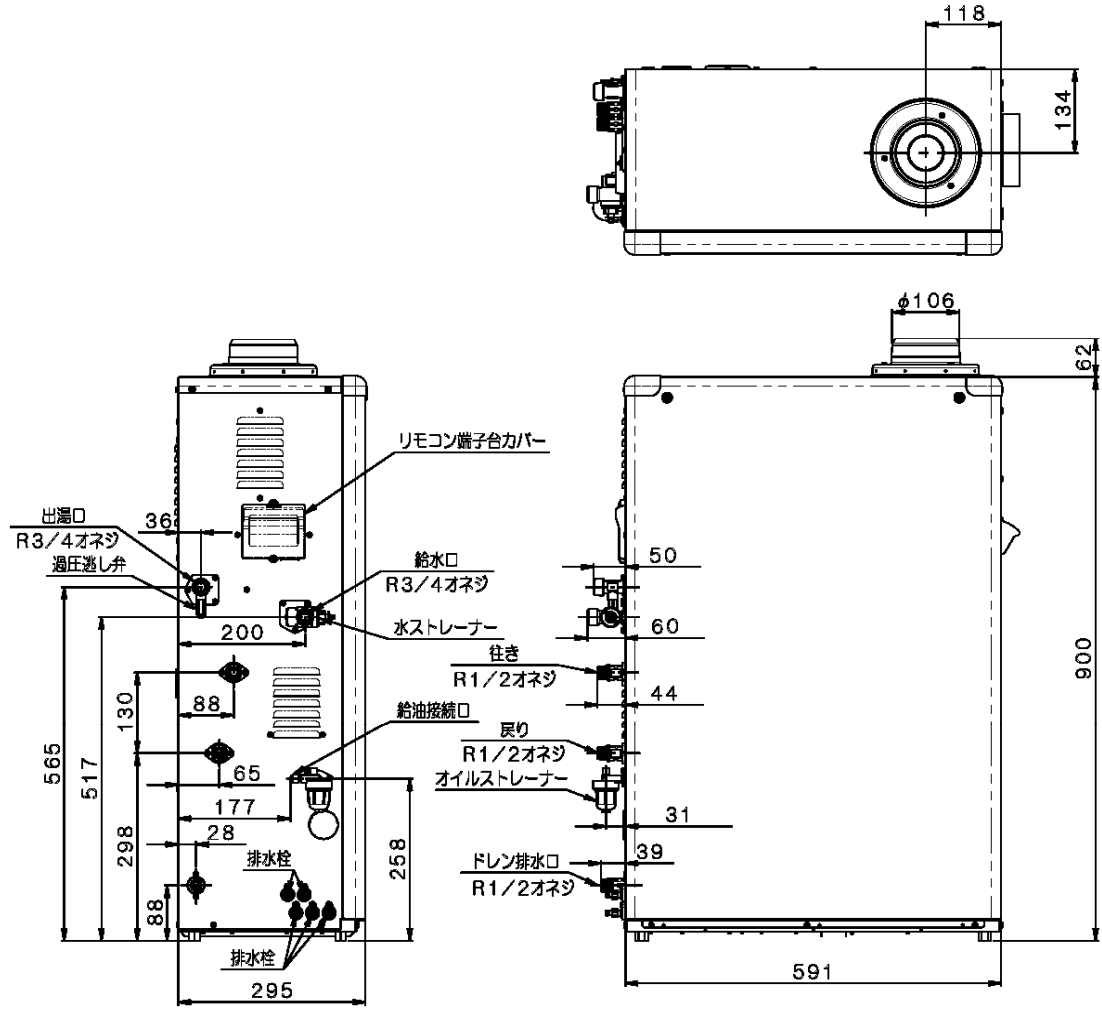 118
134
φ106
62
リモコン端子台カバー
36
出湯口
R3/4オネジ
過圧逃し弁
給水口
R3/4オネジ
水ストレーナー
200
50
60
往き
R1/2オネジ
44
900
130
88
給油接続口
戻り
R1/2オネジ
オイルストレーナー
565
517
65
177
31
298
28
258
排水栓
ドレン排水口
R1/2オネジ
39
88
排水栓
295
591